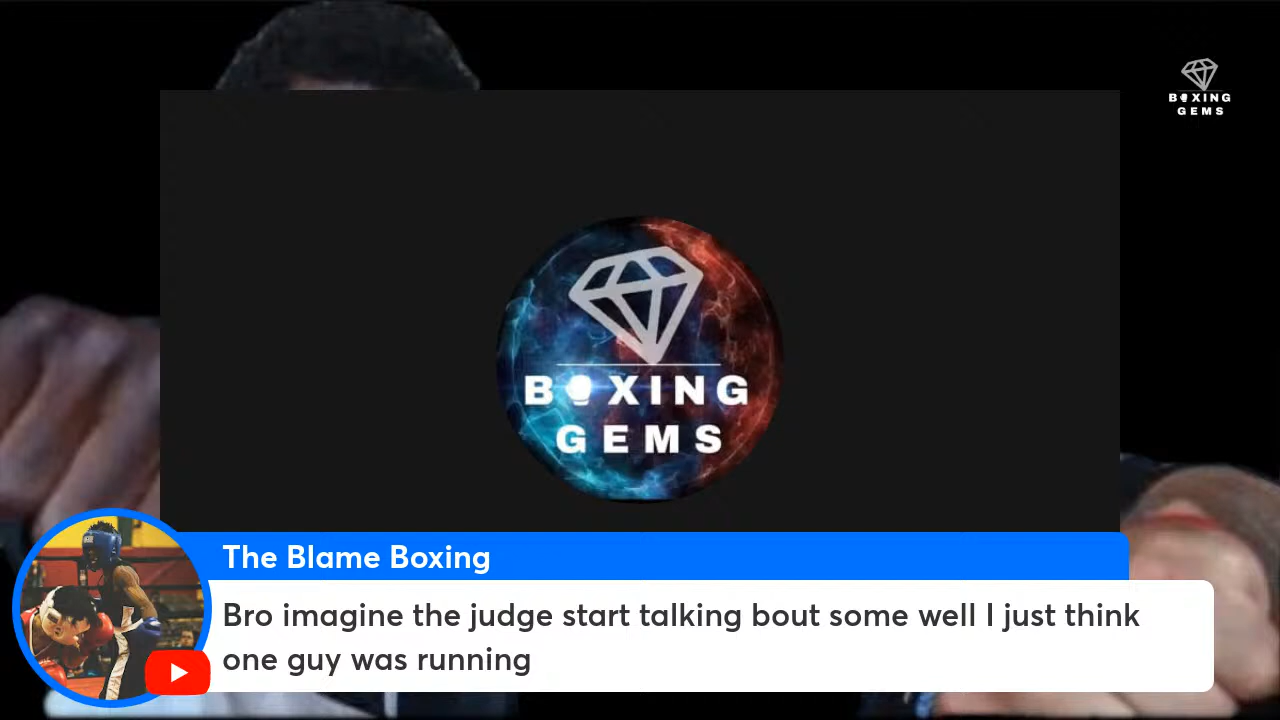 BOXING
GEMS
BOXING
GEMS
The Blame Boxing
Bro imagine the judge start talking bout some well I just think
one guy was running